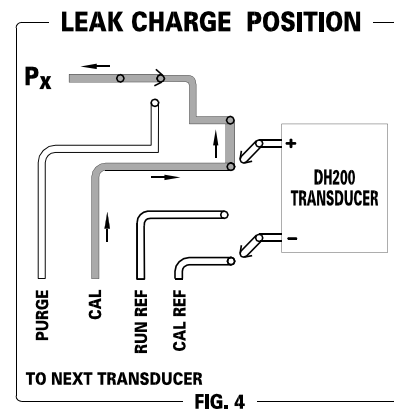 LEAK CHARGE POSITION
Px
+
DH200
TRANSDUCER
–
PURGE
CAL
RUN REF
CAL REF
TO NEXT TRANSDUCER
FIG. 4